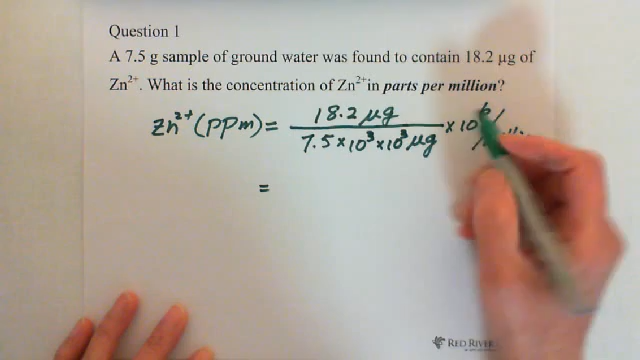 Question 1
A 7.5 g sample of ground water was found to contain 18.2 µg of
Zn²⁺. What is the concentration of Zn²⁺in parts per million?
Zn²⁺(ppm) = 18.2 µg / 7.5×10³×10³ µg × 10⁶
=
RED RIVER